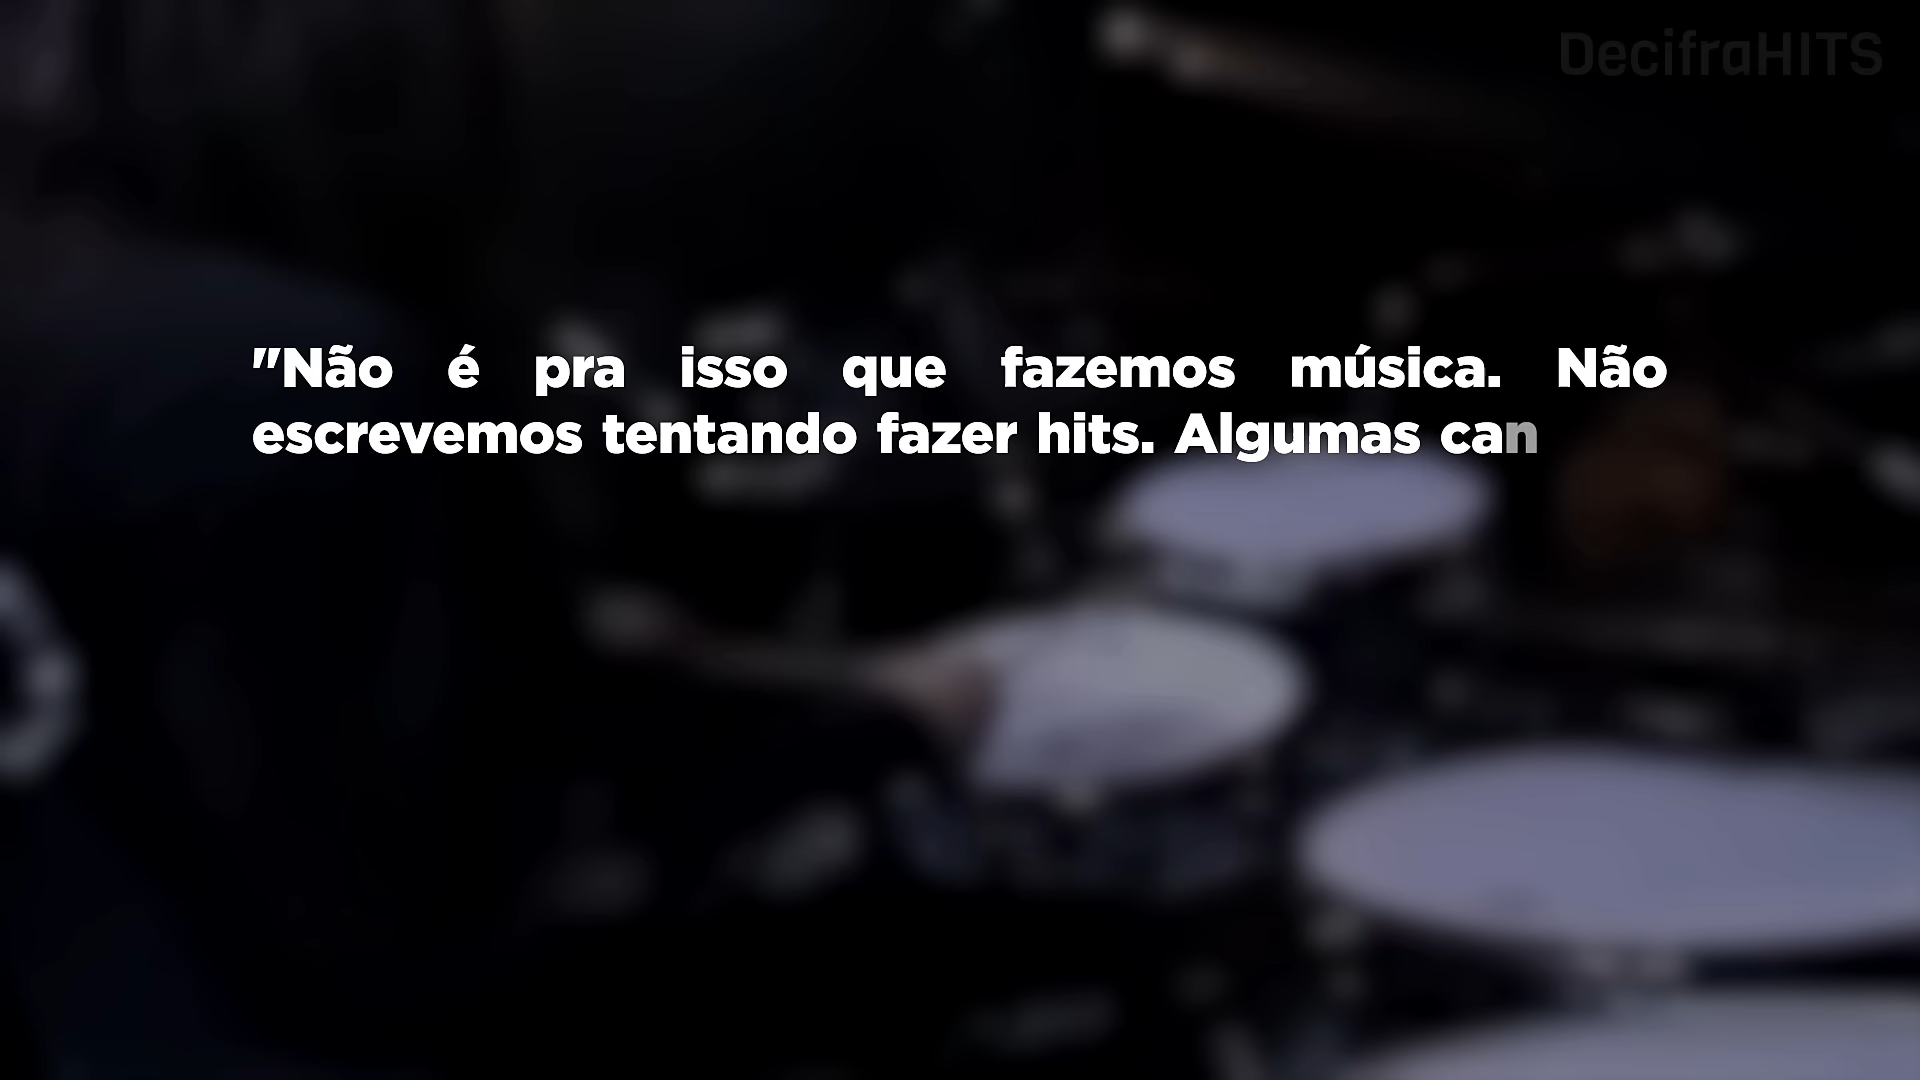 DecifraHITS
"Não é pra isso que fazemos música. Não
escrevemos tentando fazer hits. Algumas can